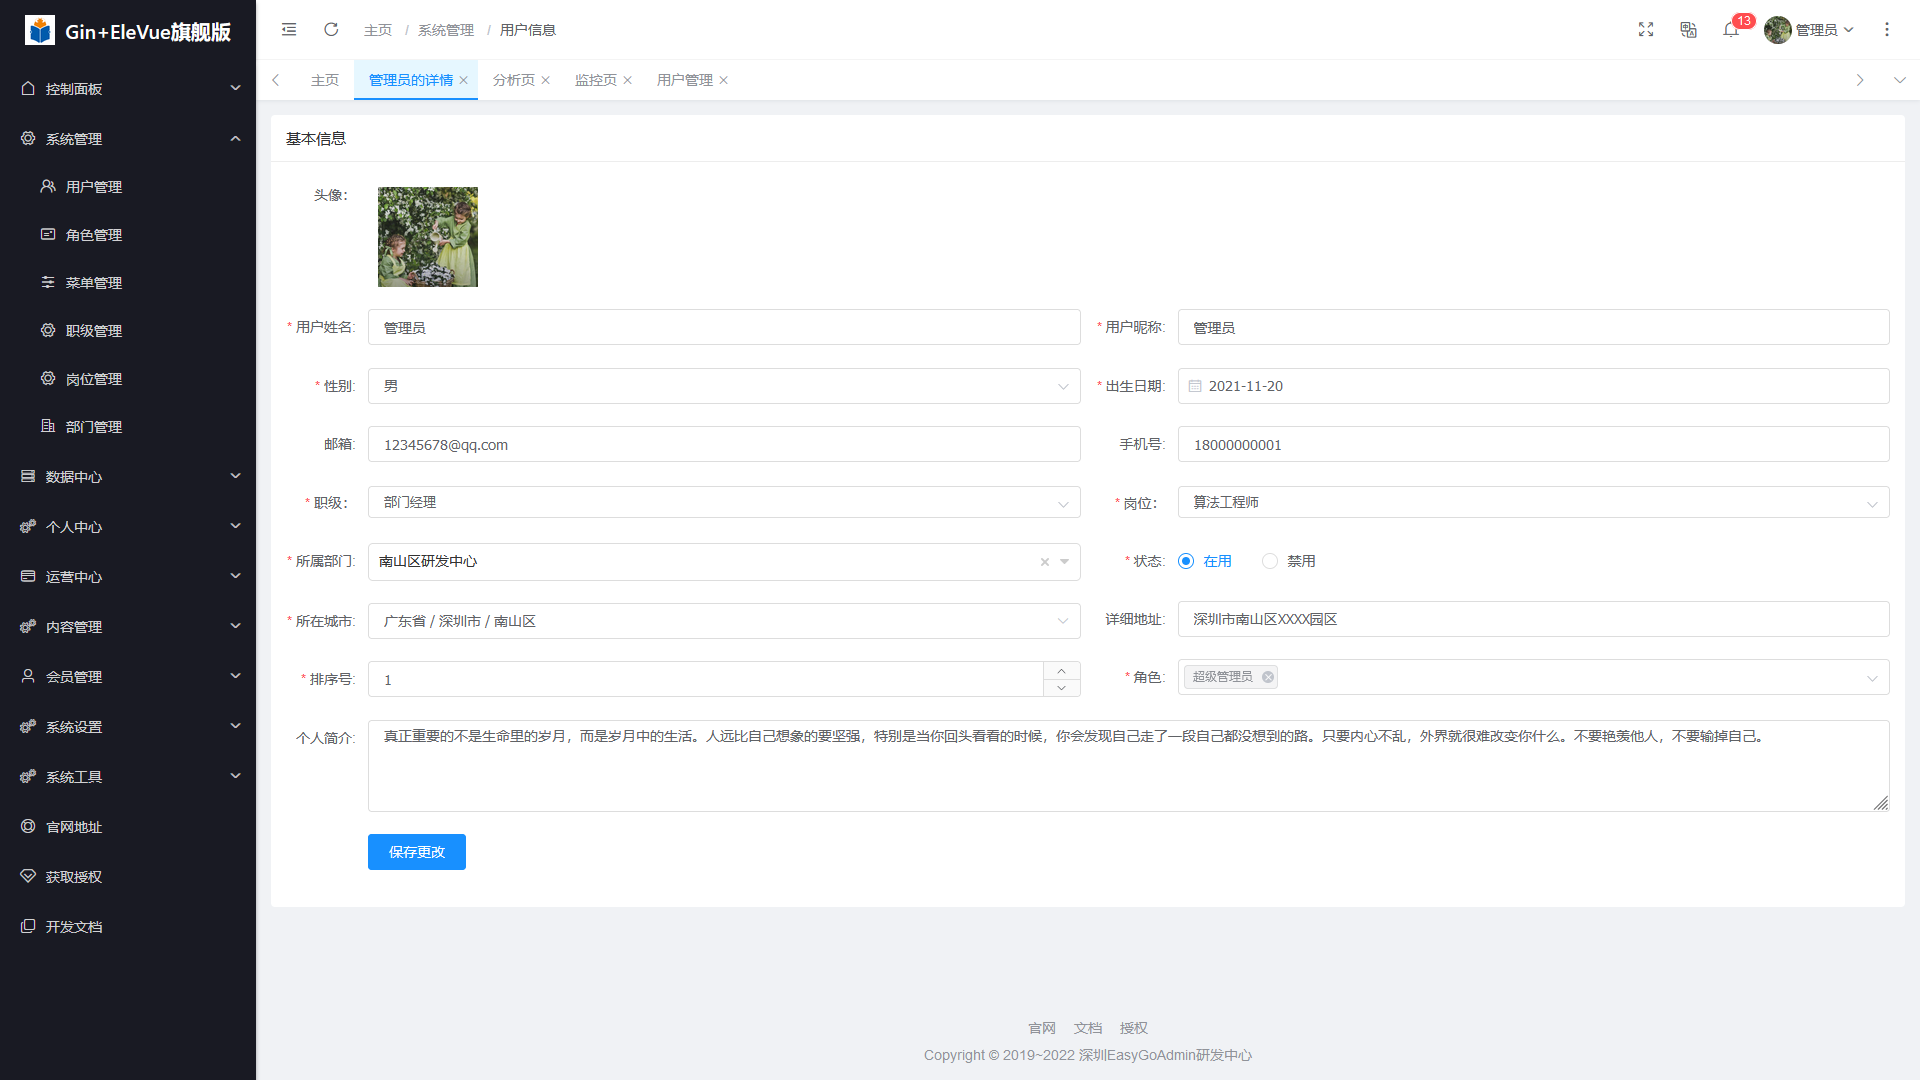 Gin+EleVue旗舰版
主页 / 系统管理 / 用户信息
13
管理员
主页
管理员的详情
分析页
监控页
用户管理
控制面板
系统管理
用户管理
角色管理
菜单管理
职级管理
岗位管理
部门管理
数据中心
个人中心
运营中心
内容管理
会员管理
系统设置
系统工具
官网地址
获取授权
开发文档
基本信息
头像:
* 用户姓名: 管理员
* 用户昵称: 管理员
* 性别: 男
* 出生日期: 2021-11-20
邮箱: 12345678@qq.com
手机号: 18000000001
* 职级: 部门经理
* 岗位: 算法工程师
* 所属部门: 南山区研发中心
* 状态: 在用 禁用
* 所在城市: 广东省 / 深圳市 / 南山区
详细地址: 深圳市南山区XXXX园区
* 排序号: 1
* 角色: 超级管理员
个人简介: 真正重要的不是生命里的岁月，而是岁月中的生活。人远比自己想象的要坚强，特别是当你回头看看的时候，你会发现自己走了一段自己都没想到的路。只要内心不乱，外界就很难改变你什么。不要艳羡他人，不要输掉自己。
保存更改
官网 文档 授权
Copyright © 2019~2022 深圳EasyGoAdmin研发中心